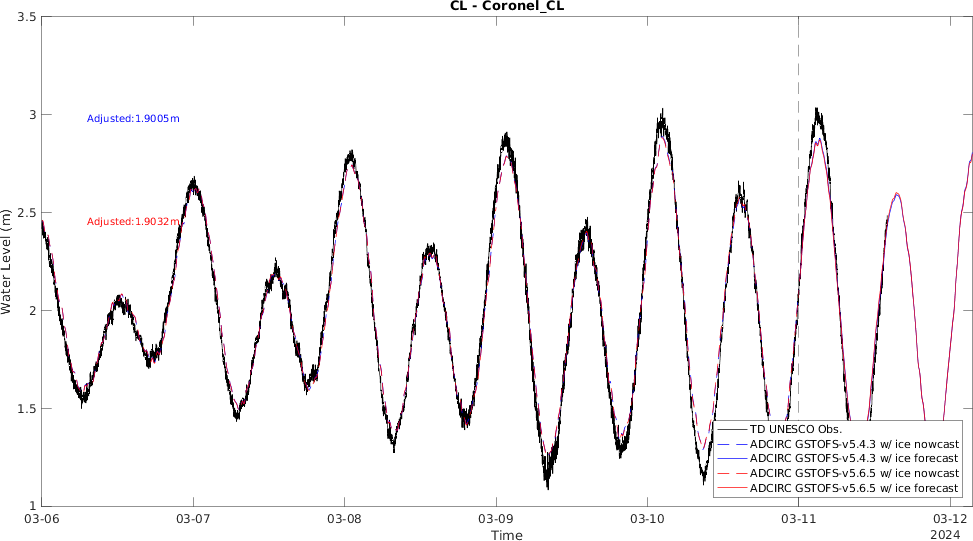 CL - Coronel_CL
3.5
3
2.5
2
1.5
1
Water Level (m)
Adjusted:1.9005m
Adjusted:1.9032m
TD UNESCO Obs.
ADCIRC GSTOFS-v5.4.3 w/ ice nowcast
ADCIRC GSTOFS-v5.4.3 w/ ice forecast
ADCIRC GSTOFS-v5.6.5 w/ ice nowcast
ADCIRC GSTOFS-v5.6.5 w/ ice forecast
03-06 03-07 03-08 03-09 03-10 03-11 03-12
Time
2024